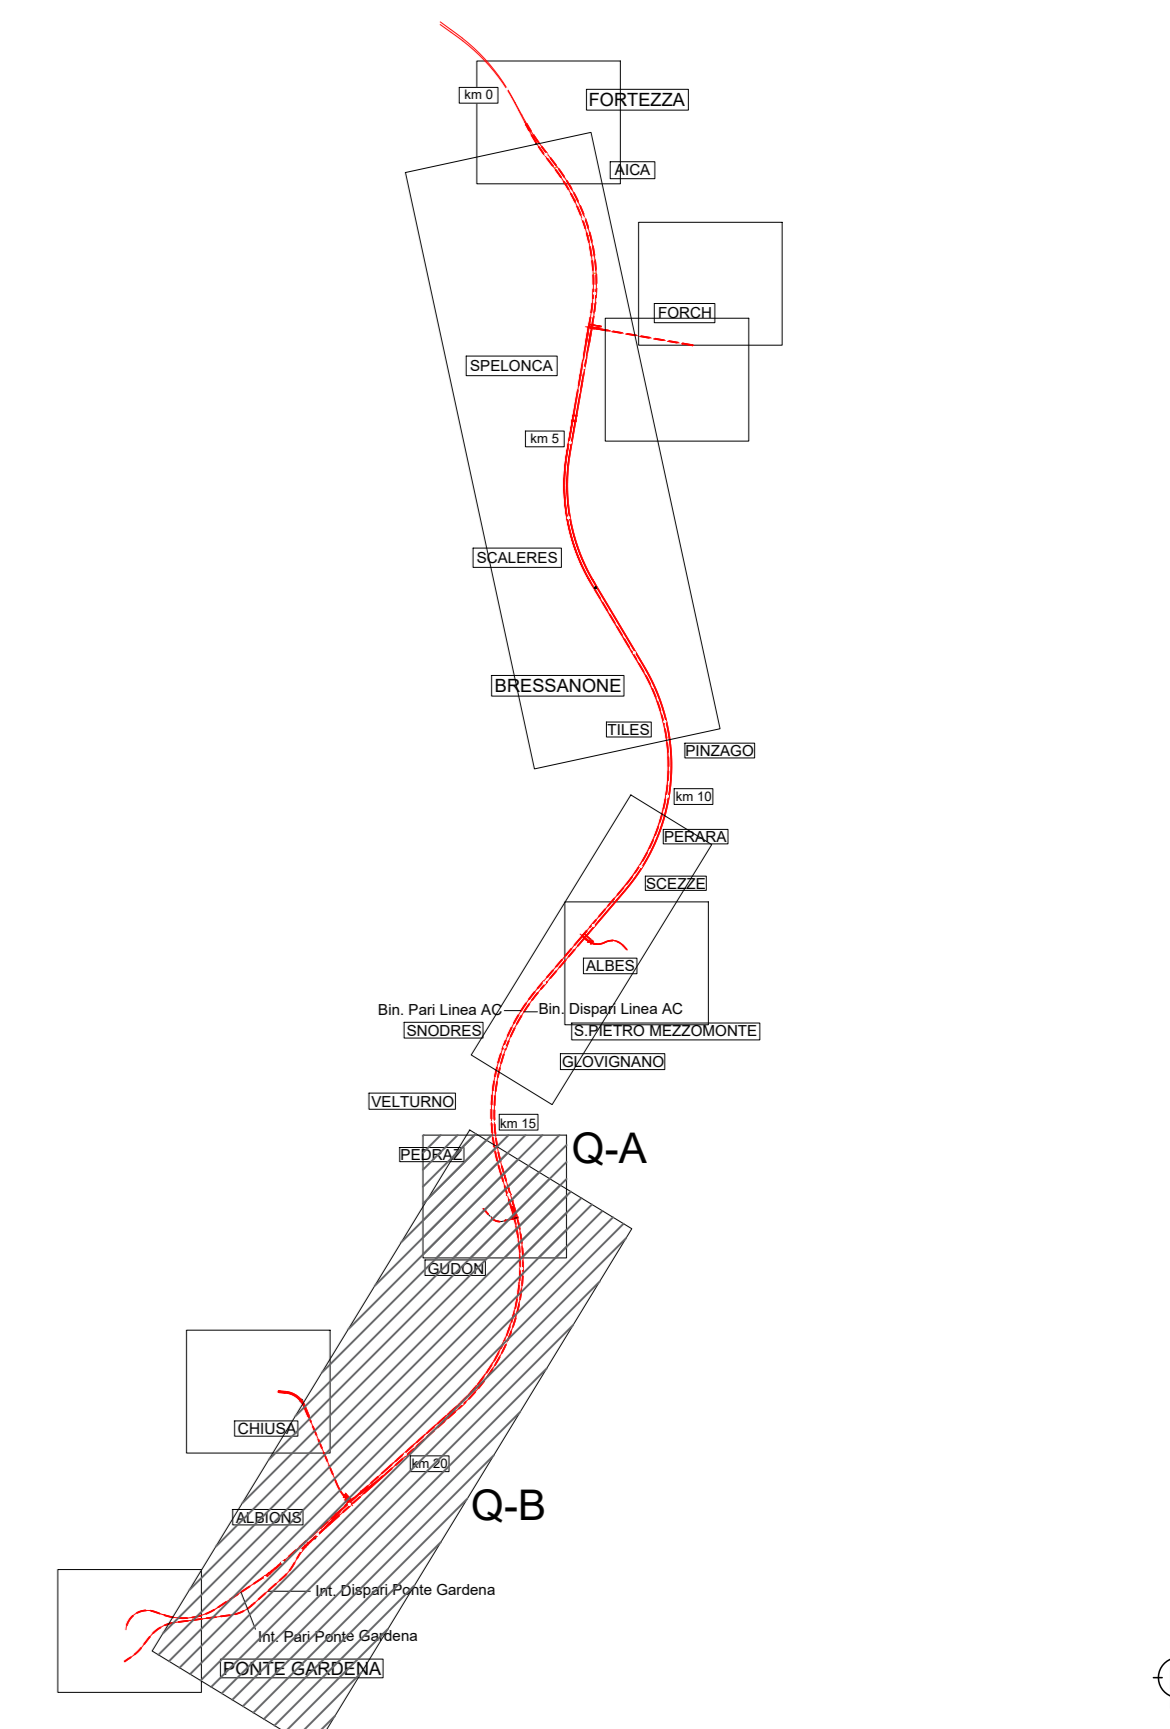 km 0
FORTEZZA
AICA
FORCH
SPELONCA
km 5
SCALERES
BRESSANONE
TILES
PINZAGO
km 10
PERARA
SCEZZE
ALBES
Bin. Pari Linea AC
Bin. Dispari Linea AC
SNODRES
S.PIETRO MEZZOMONTE
GLOVIGNANO
VELTURNO
km 15
Q-A
PEDRAZ
GUDON
CHIUSA
km 20
Q-B
ALBIONS
Int. Dispari Ponte Gardena
Int. Pari Ponte Gardena
PONTE GARDENA